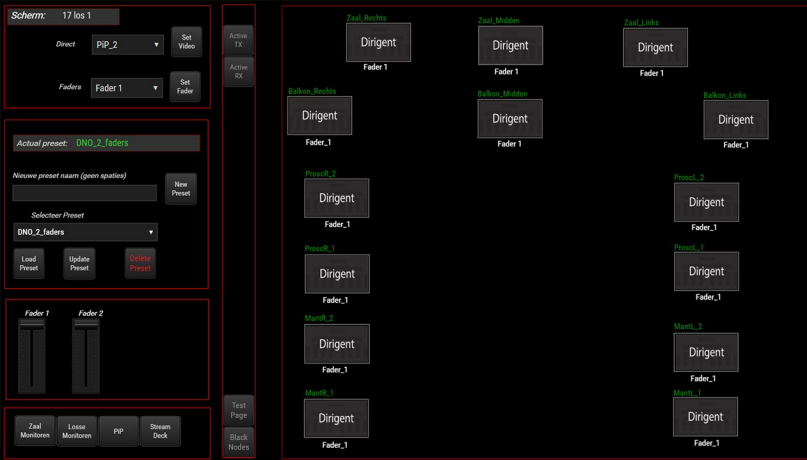 Scherm: 17 los 1
Direct PiP_2 ▼ Set Video
Faders Fader 1 ▼ Set Fader
Actual preset: DNO_2_faders
Nieuwe preset naam (geen spaties)
New Preset
Selecteer Preset
DNO_2_faders ▼
Load Preset
Update Preset
Delete Preset
Fader 1 Fader 2
Zaal Monitoren
Losse Monitoren
PiP
Stream Deck
Active TX
Active RX
Test Page
Black Nodes
Zaal_Rechts
Dirigent
Fader 1
Zaal_Midden
Dirigent
Fader 1
Zaal_Links
Dirigent
Fader 1
Balkon_Rechts
Dirigent
Fader_1
Balkon_Midden
Dirigent
Fader 1
Balkon_Links
Dirigent
Fader_1
ProscR_2
Dirigent
Fader_1
ProscL_2
Dirigent
Fader_1
ProscR_1
Dirigent
Fader_1
ProscL_1
Dirigent
Fader_1
MantR_2
Dirigent
Fader_1
MantL_2
Dirigent
Fader_1
MantR_1
Dirigent
Fader_1
MantL_1
Dirigent
Fader_1